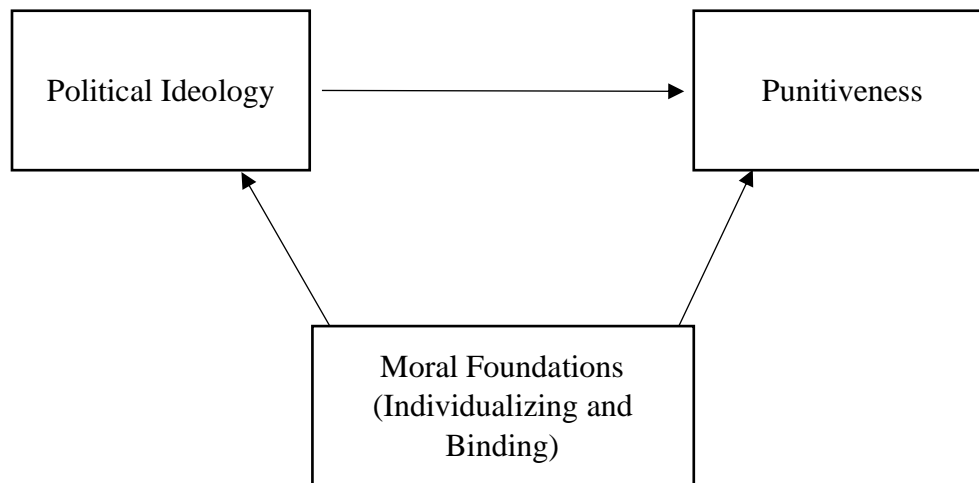 Political Ideology
Punitiveness
Moral Foundations
(Individualizing and
Binding)